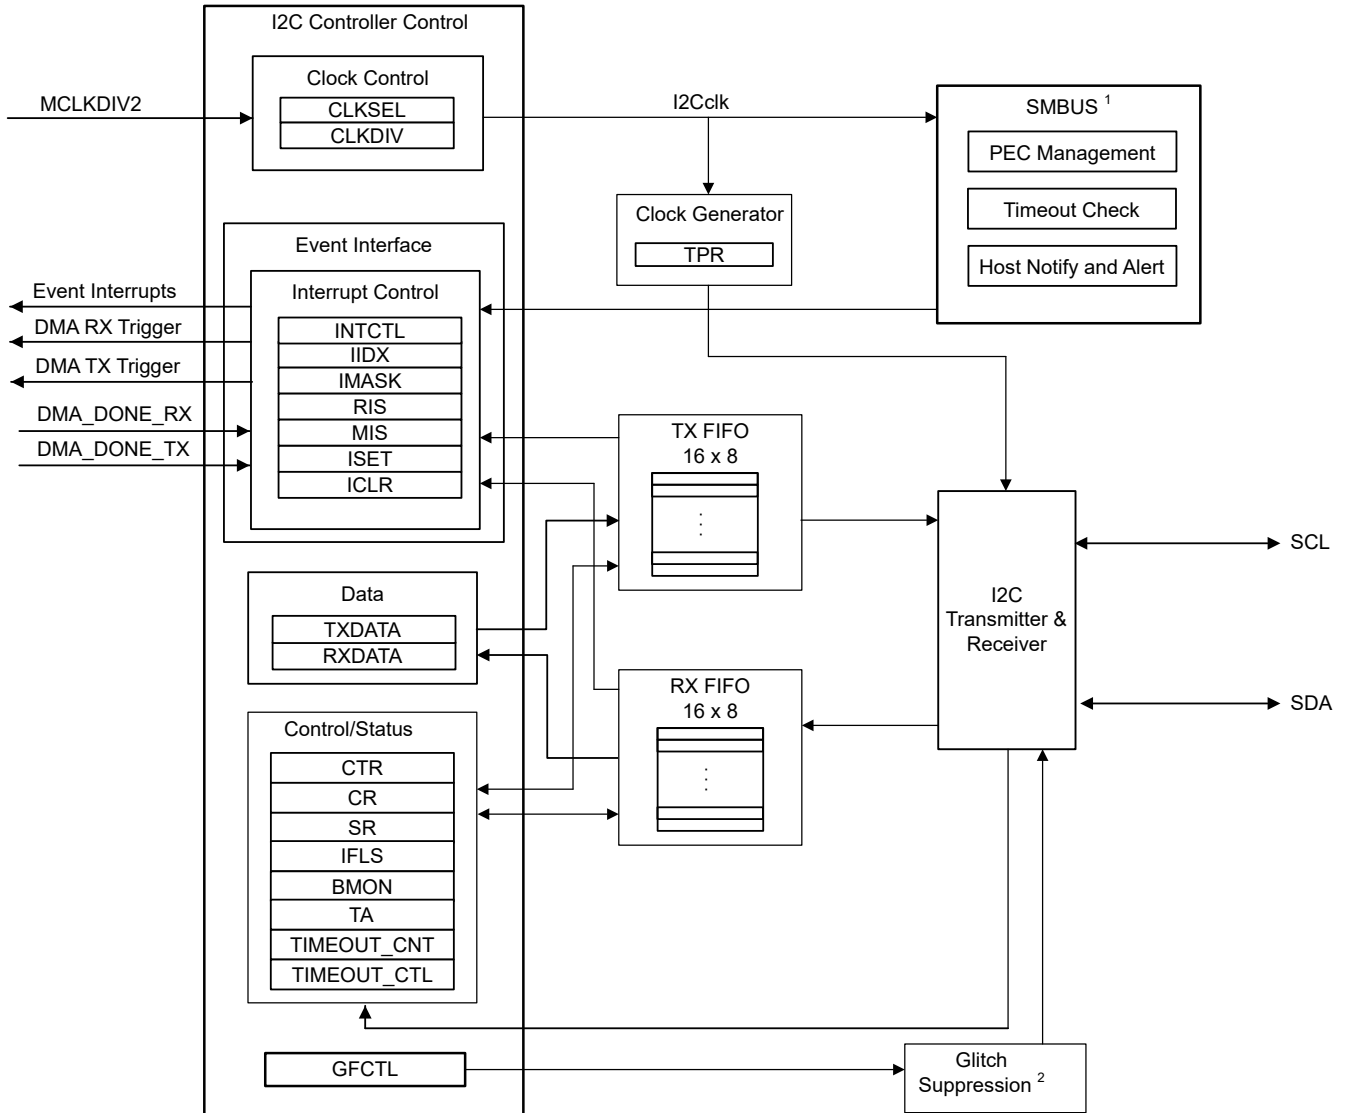 I2C Controller Control
Clock Control
CLKSEL
CLKDIV
MCLKDIV2
I2Cclk
SMBUS 1
PEC Management
Timeout Check
Host Notify and Alert
Clock Generator
TPR
Event Interface
Interrupt Control
INTCTL
IIDX
IMASK
RIS
MIS
ISET
ICLR
Event Interrupts
DMA RX Trigger
DMA TX Trigger
DMA_DONE_RX
DMA_DONE_TX
TX FIFO
16 x 8
Data
TXDATA
RXDATA
RX FIFO
16 x 8
I2C
Transmitter &
Receiver
SCL
SDA
Control/Status
CTR
CR
SR
IFLS
BMON
TA
TIMEOUT_CNT
TIMEOUT_CTL
GFCTL
Glitch
Suppression 2